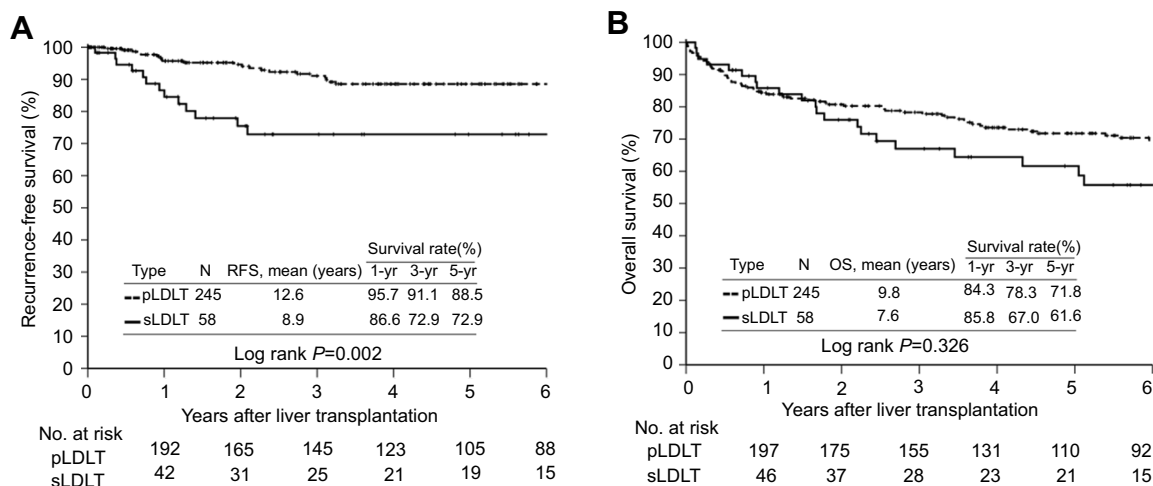 A
100
90
80
70
60
50
40
30
20
10
0
Recurrence-free survival (%)
Survival rate(%)
Type N RFS, mean (years) 1-yr 3-yr 5-yr
pLDLT 245 12.6 95.7 91.1 88.5
sLDLT 58 8.9 86.6 72.9 72.9
Log rank P=0.002
0 1 2 3 4 5 6
Years after liver transplantation
No. at risk
pLDLT 192 165 145 123 105 88
sLDLT 42 31 25 21 19 15
B
100
90
80
70
60
50
40
30
20
10
0
Overall survival (%)
Survival rate(%)
Type N OS, mean (years) 1-yr 3-yr 5-yr
pLDLT 245 9.8 84.3 78.3 71.8
sLDLT 58 7.6 85.8 67.0 61.6
Log rank P=0.326
0 1 2 3 4 5 6
Years after liver transplantation
No. at risk
pLDLT 197 175 155 131 110 92
sLDLT 46 37 28 23 21 15